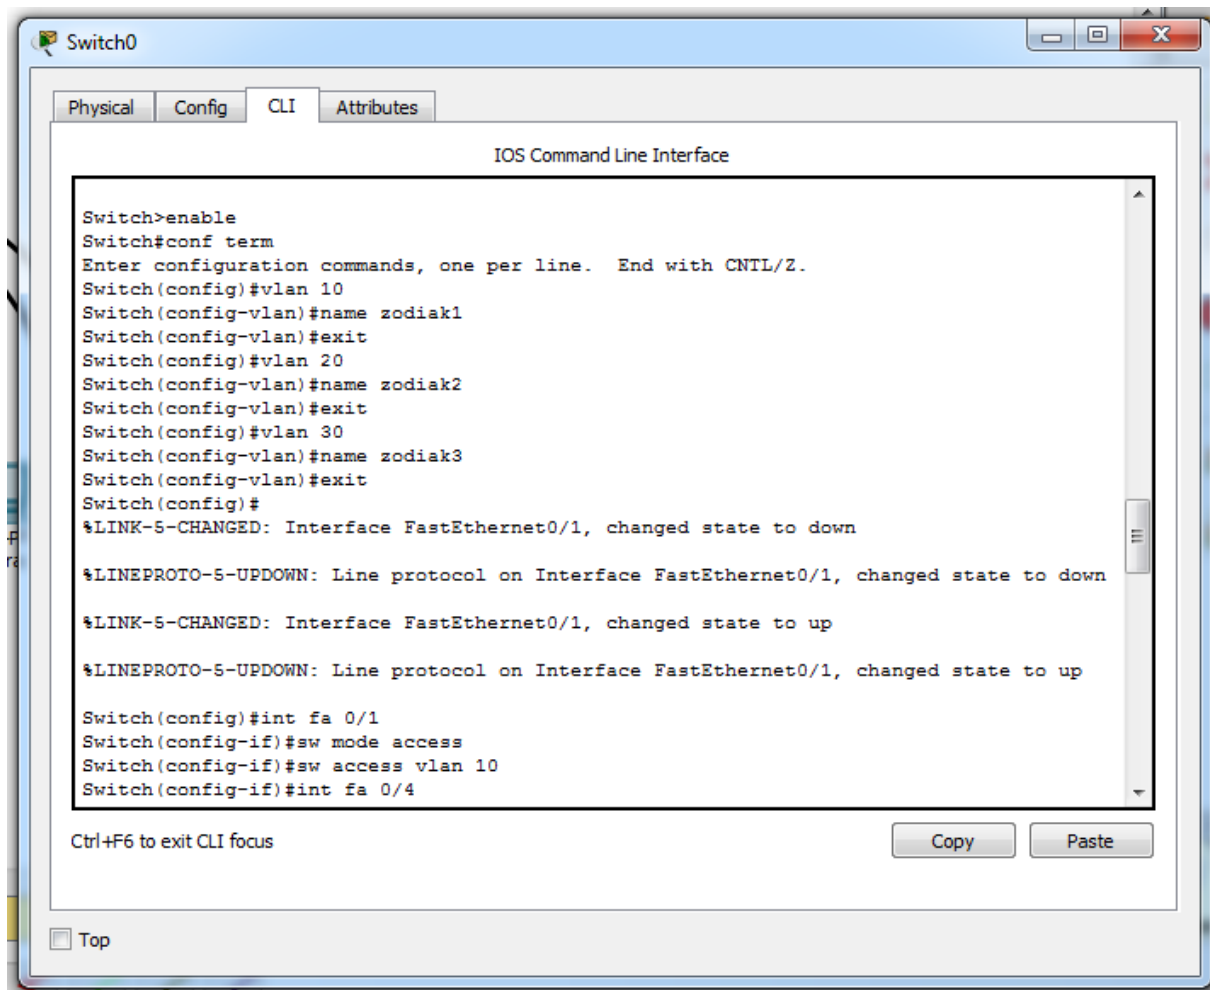 Switch0
Physical Config CLI Attributes
IOS Command Line Interface
Switch>enable
Switch#conf term
Enter configuration commands, one per line.  End with CNTL/Z.
Switch(config)#vlan 10
Switch(config-vlan)#name zodiak1
Switch(config-vlan)#exit
Switch(config)#vlan 20
Switch(config-vlan)#name zodiak2
Switch(config-vlan)#exit
Switch(config)#vlan 30
Switch(config-vlan)#name zodiak3
Switch(config-vlan)#exit
Switch(config)#
%LINK-5-CHANGED: Interface FastEthernet0/1, changed state to down
%LINEPROTO-5-UPDOWN: Line protocol on Interface FastEthernet0/1, changed state to down
%LINK-5-CHANGED: Interface FastEthernet0/1, changed state to up
%LINEPROTO-5-UPDOWN: Line protocol on Interface FastEthernet0/1, changed state to up
Switch(config)#int fa 0/1
Switch(config-if)#sw mode access
Switch(config-if)#sw access vlan 10
Switch(config-if)#int fa 0/4
Ctrl+F6 to exit CLI focus
Copy Paste
Top